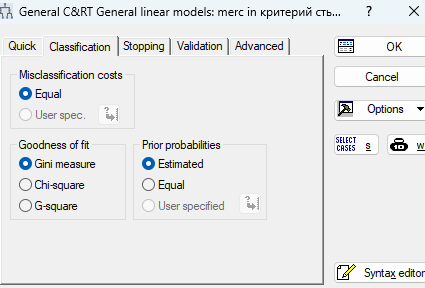 General C&RT General linear models: merc in критерий сть...
Quick Classification Stopping Validation Advanced
OK
Misclassification costs
Equal
User spec.
Cancel
Options
Goodness of fit
Gini measure
Chi-square
G-square
Prior probabilities
Estimated
Equal
User specified
SELECT
CASES
s
w
Syntax editor